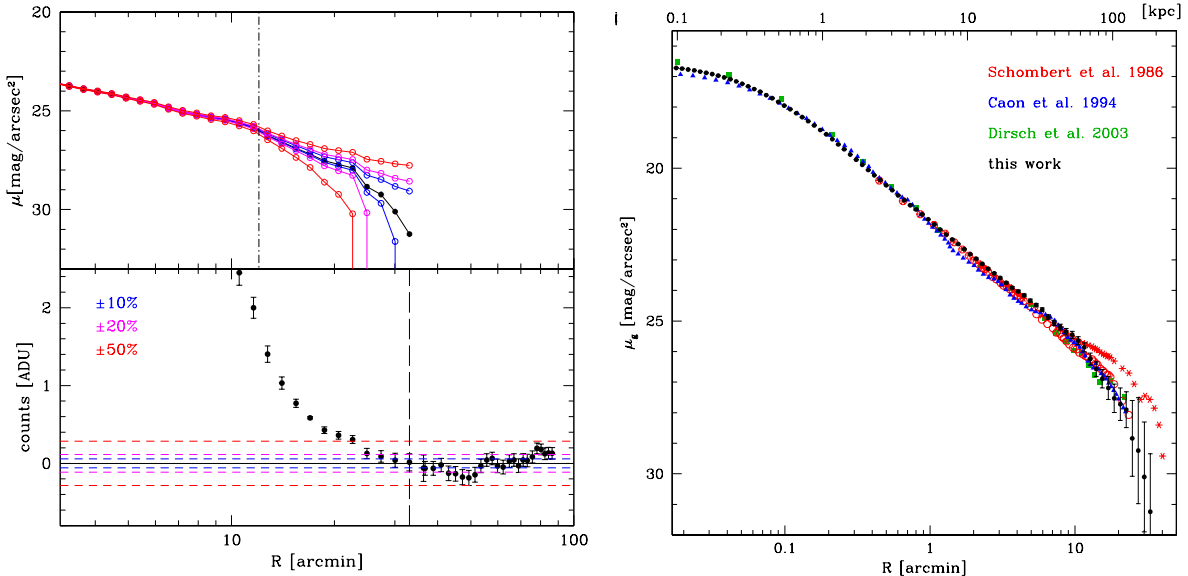 20
25
30
μ[mag/arcsec²]
±10%
±20%
±50%
2
1
0
counts [ADU]
10
100
R [arcmin]
i
0.1
1
10
100
[kpc]
Schombert et al. 1986
Caon et al. 1994
Dirsch et al. 2003
this work
20
25
30
μg [mag/arcsec²]
0.1
1
10
R [arcmin]